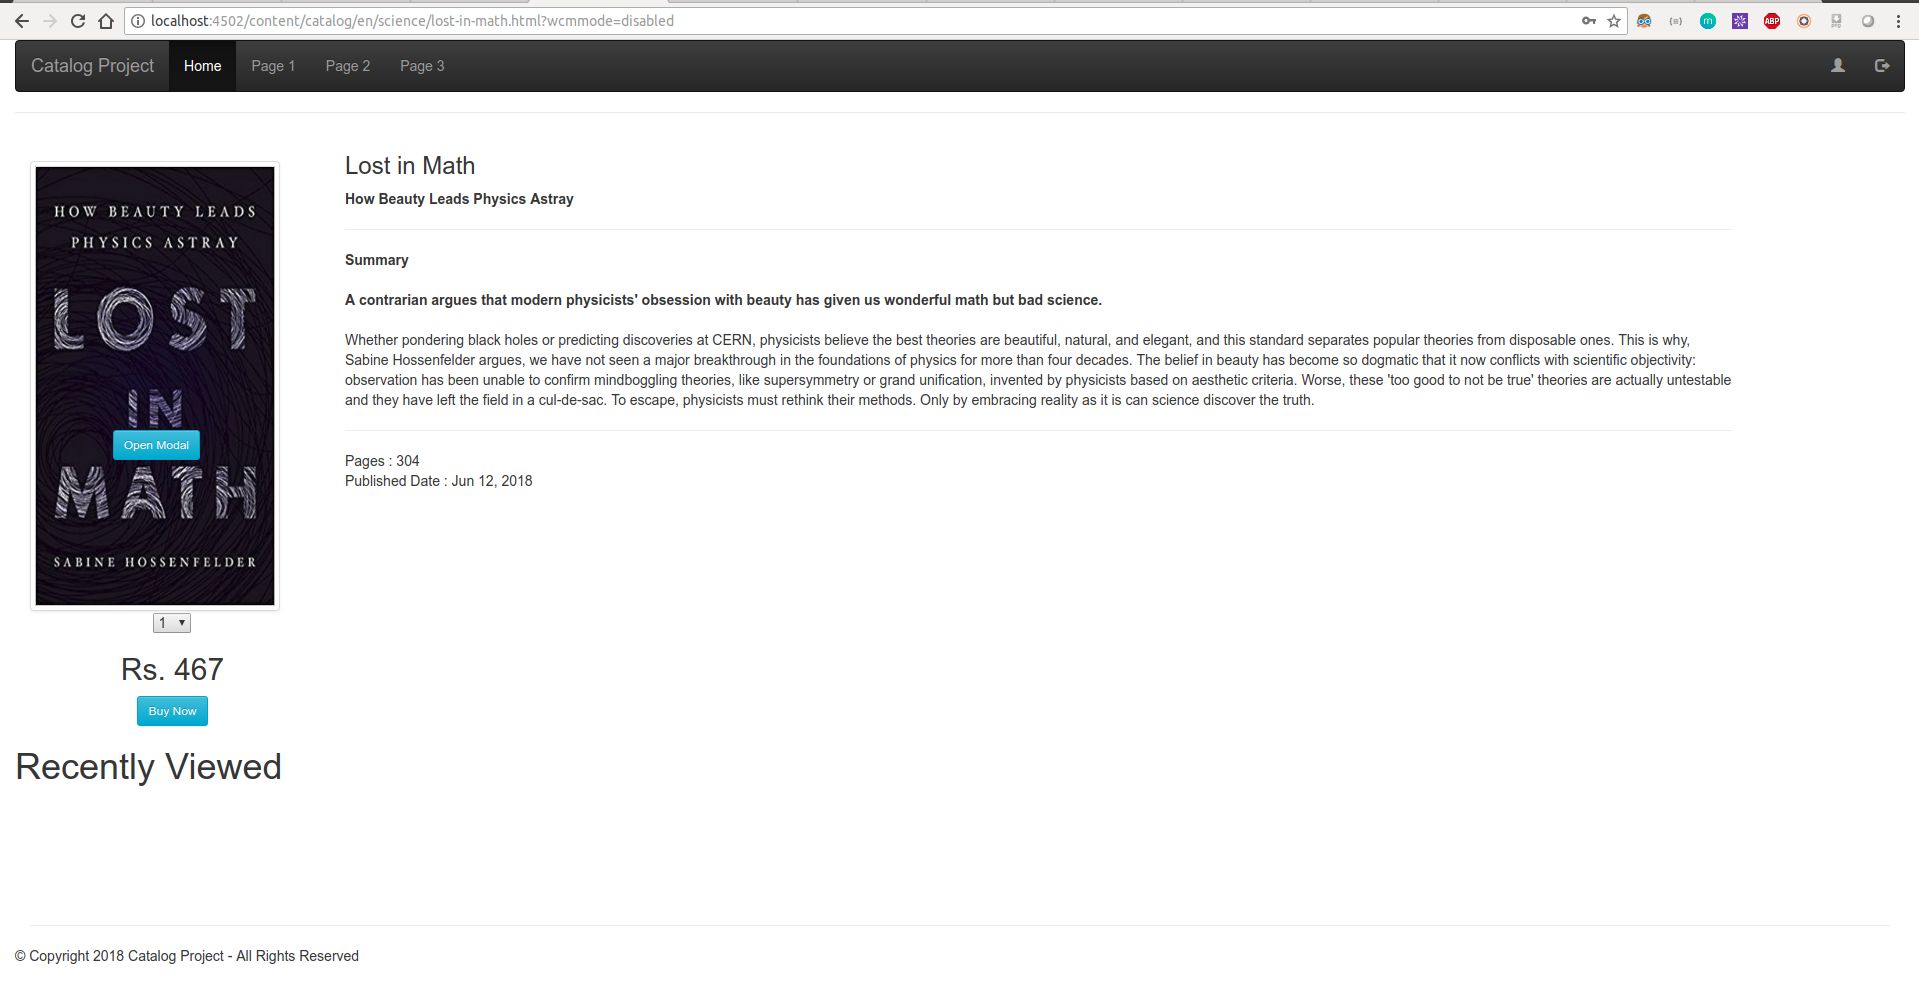 localhost:4502/content/catalog/en/science/lost-in-math.html?wcmmode=disabled
Catalog Project Home Page 1 Page 2 Page 3
HOW BEAUTY LEADS
PHYSICS ASTRAY
LOST
IN
Open Modal
MATH
SABINE HOSSENFELDER
1
Rs. 467
Buy Now
Lost in Math
How Beauty Leads Physics Astray
Summary
A contrarian argues that modern physicists' obsession with beauty has given us wonderful math but bad science.
Whether pondering black holes or predicting discoveries at CERN, physicists believe the best theories are beautiful, natural, and elegant, and this standard separates popular theories from disposable ones. This is why,
Sabine Hossenfelder argues, we have not seen a major breakthrough in the foundations of physics for more than four decades. The belief in beauty has become so dogmatic that it now conflicts with scientific objectivity:
observation has been unable to confirm mindboggling theories, like supersymmetry or grand unification, invented by physicists based on aesthetic criteria. Worse, these 'too good to not be true' theories are actually untestable
and they have left the field in a cul-de-sac. To escape, physicists must rethink their methods. Only by embracing reality as it is can science discover the truth.
Pages : 304
Published Date : Jun 12, 2018
Recently Viewed
© Copyright 2018 Catalog Project - All Rights Reserved